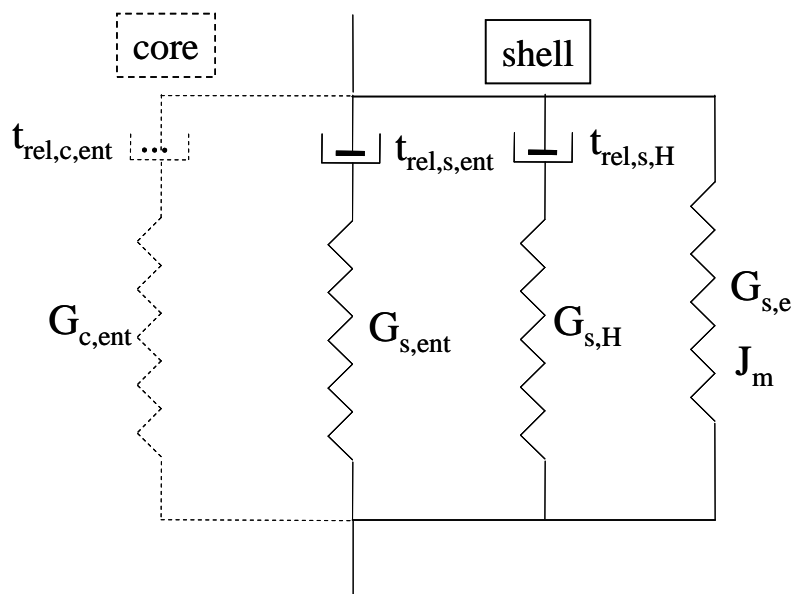 core
shell
t_rel,c,ent
t_rel,s,ent
t_rel,s,H
G_c,ent
G_s,ent
G_s,H
G_s,e
J_m